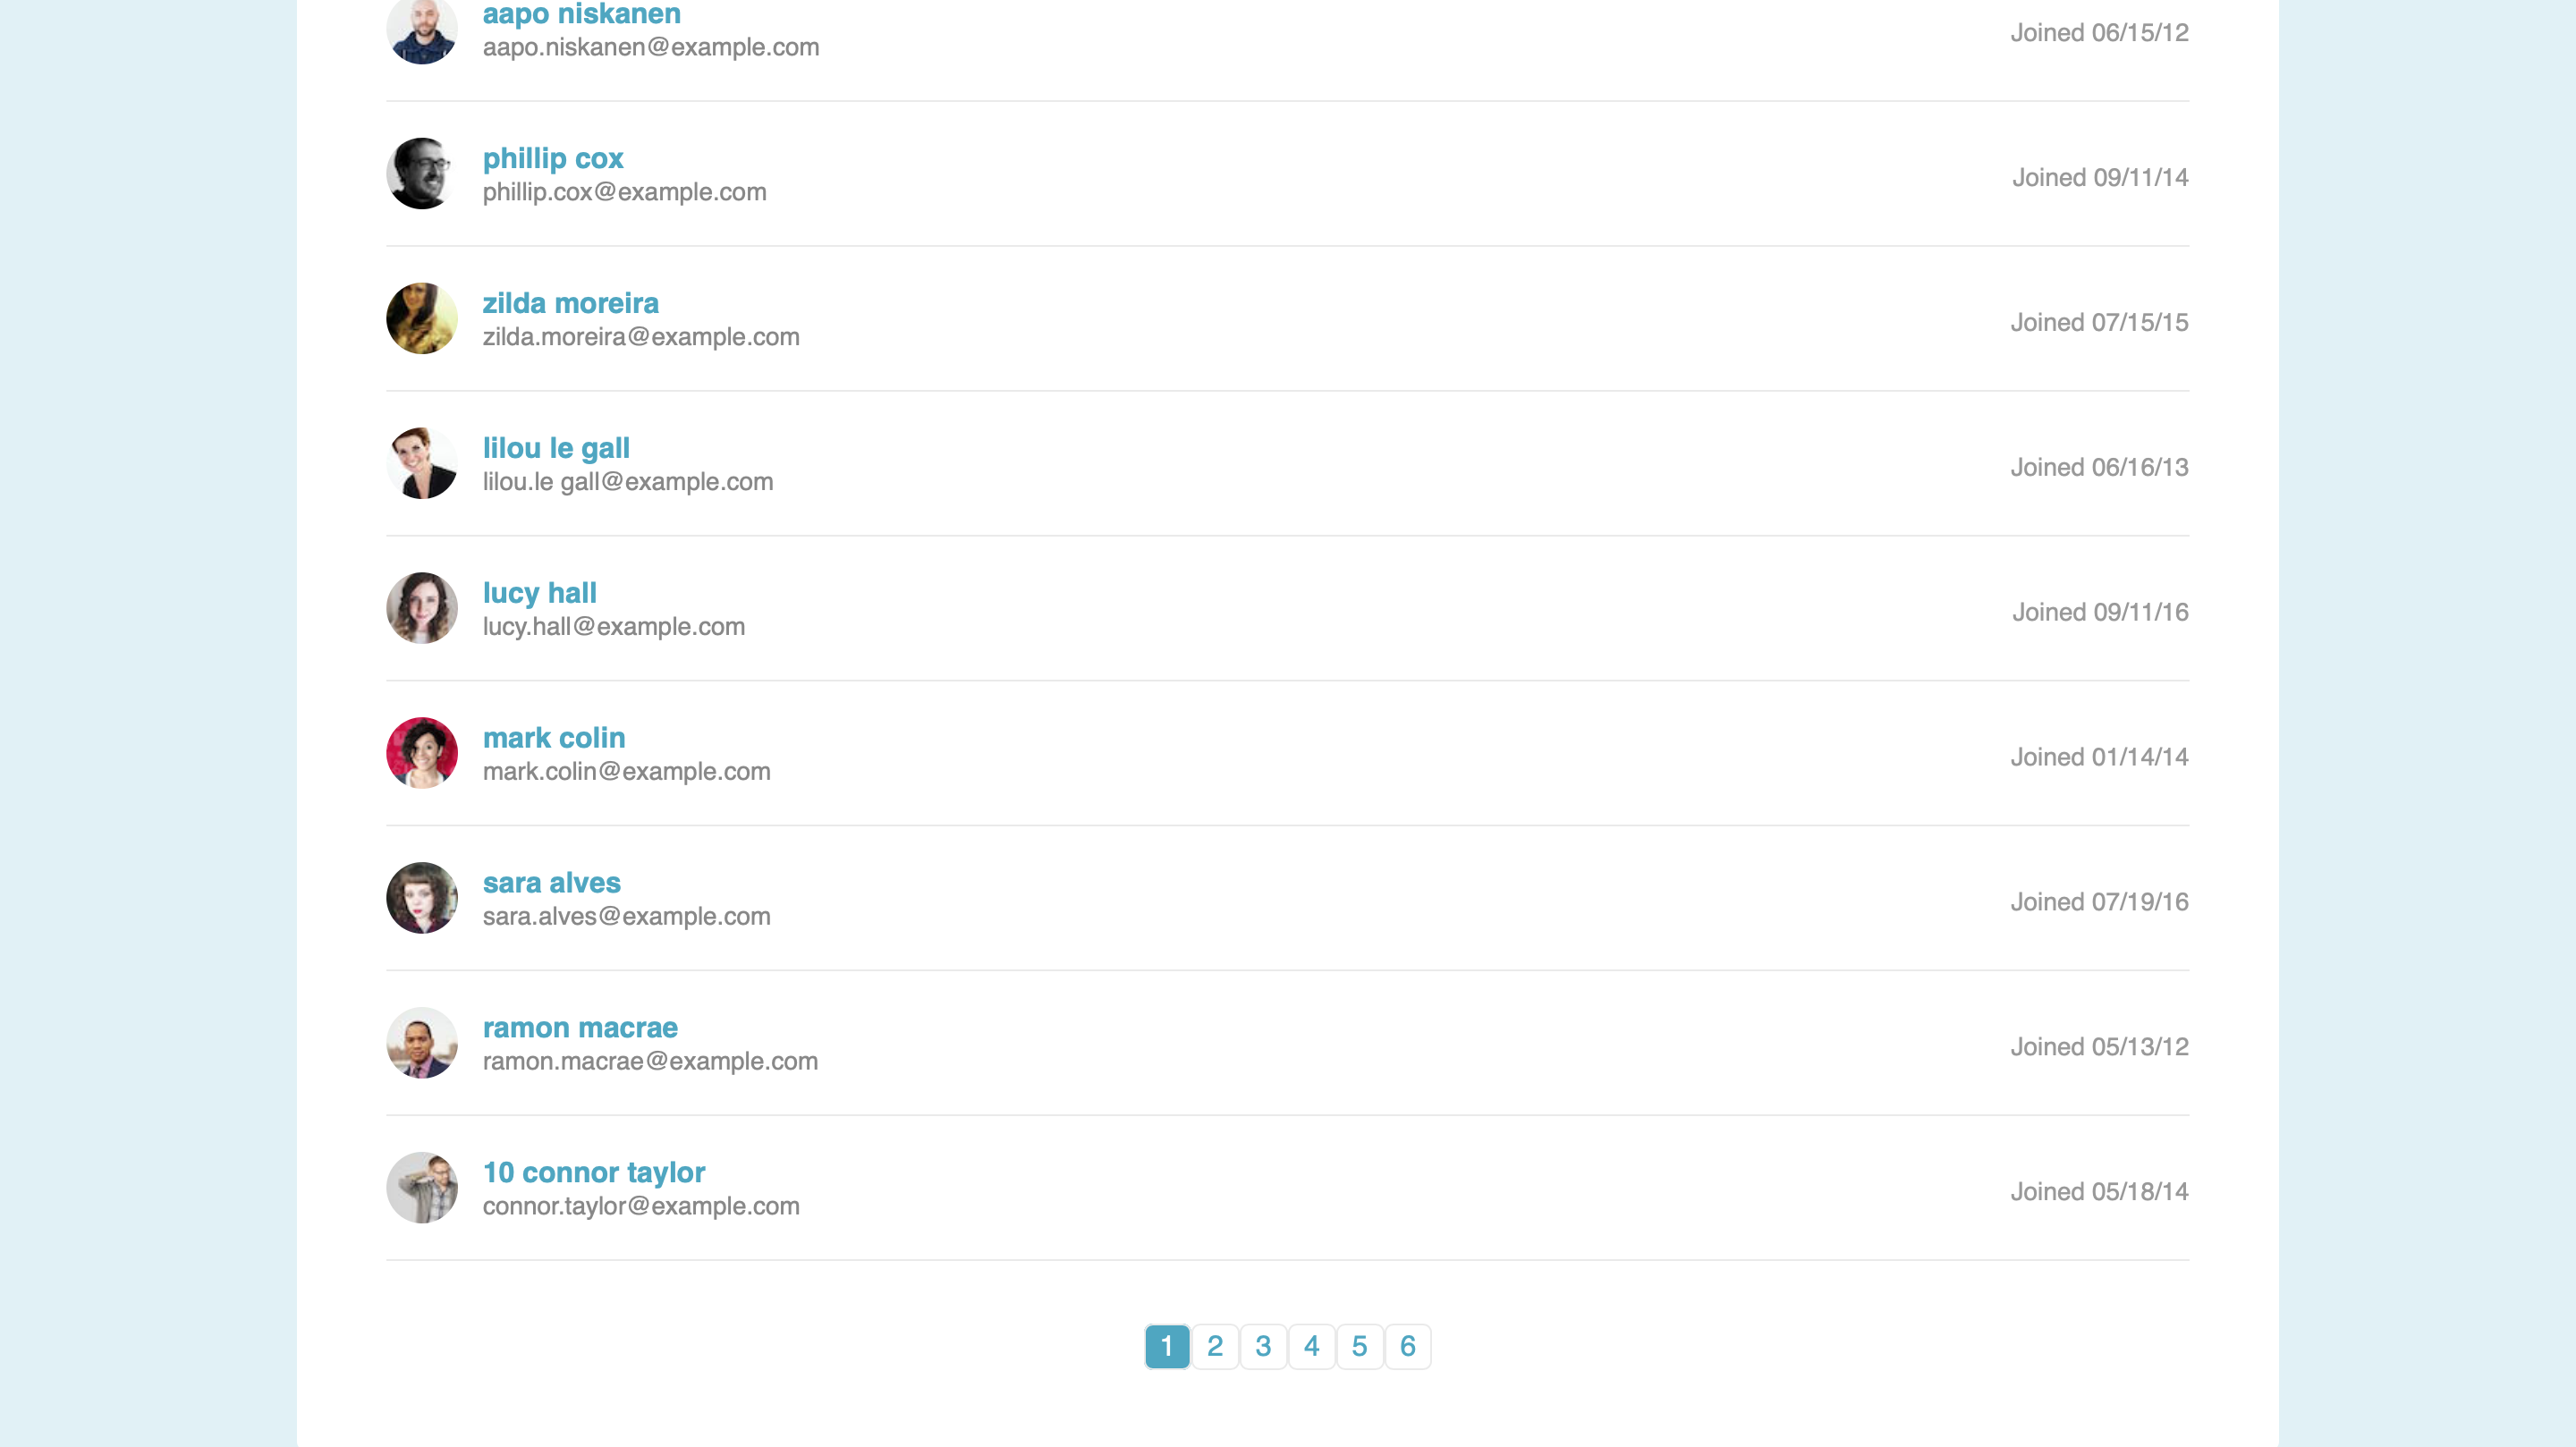 aapo niskanen
aapo.niskanen@example.com
Joined 06/15/12
phillip cox
phillip.cox@example.com
Joined 09/11/14
zilda moreira
zilda.moreira@example.com
Joined 07/15/15
lilou le gall
lilou.le gall@example.com
Joined 06/16/13
lucy hall
lucy.hall@example.com
Joined 09/11/16
mark colin
mark.colin@example.com
Joined 01/14/14
sara alves
sara.alves@example.com
Joined 07/19/16
ramon macrae
ramon.macrae@example.com
Joined 05/13/12
10 connor taylor
connor.taylor@example.com
Joined 05/18/14
1 2 3 4 5 6